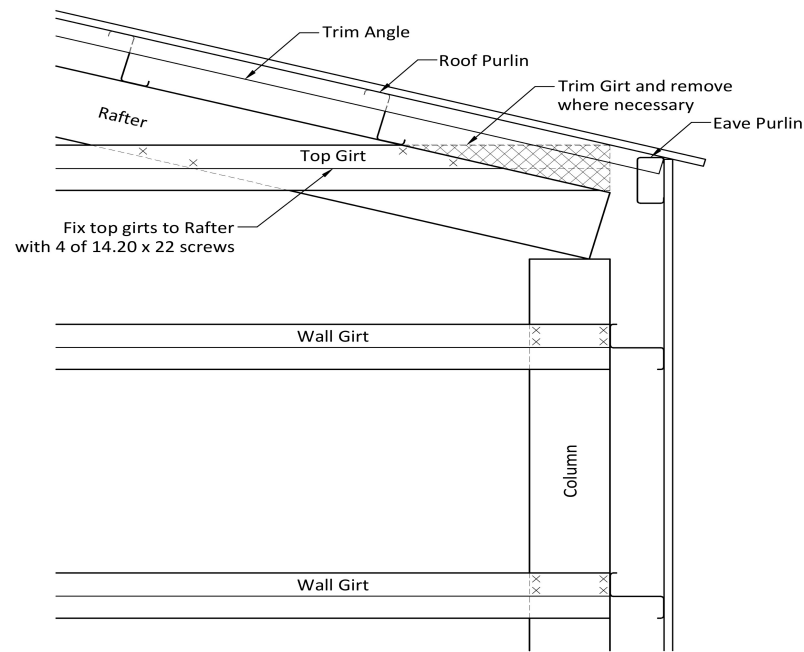 Trim Angle
Roof Purlin
Trim Girt and remove
where necessary
Eave Purlin
Rafter
Top Girt
Fix top girts to Rafter
with 4 of 14.20 x 22 screws
Wall Girt
Column
Wall Girt